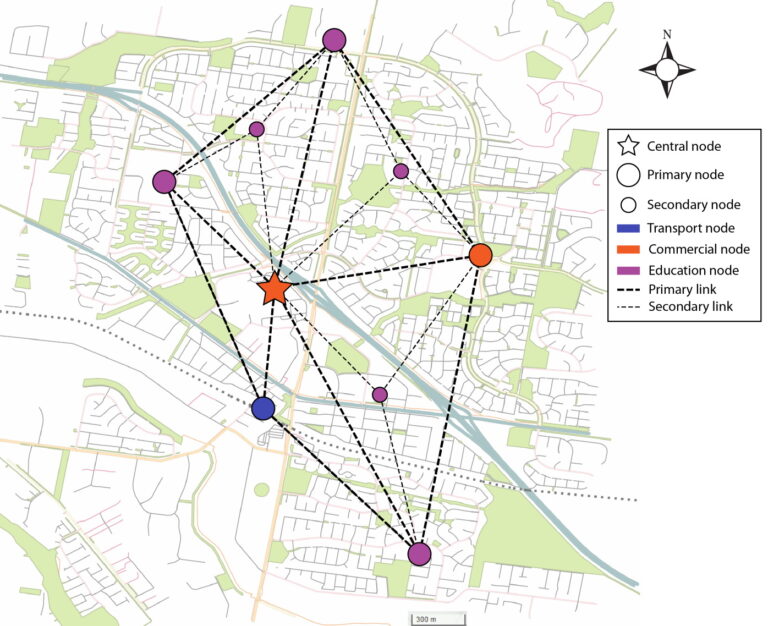 N
Central node
Primary node
Secondary node
Transport node
Commercial node
Education node
Primary link
Secondary link
300 m